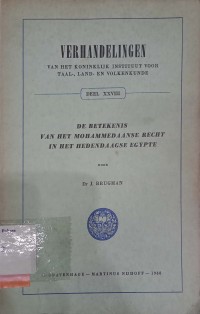 VERHANDELINGEN
VAN HET KONINKLIJK INSTITUUT VOOR
TAAL-, LAND- EN VOLKENKUNDE
DEEL XXVIII
DE BETEKENIS
VAN HET MOHAMMEDAANSE RECHT
IN HET HEDENDAAGSE EGYPTE
DOOR
Dr J. BRUGMAN
MARTINUS NIJHOFF — 1960